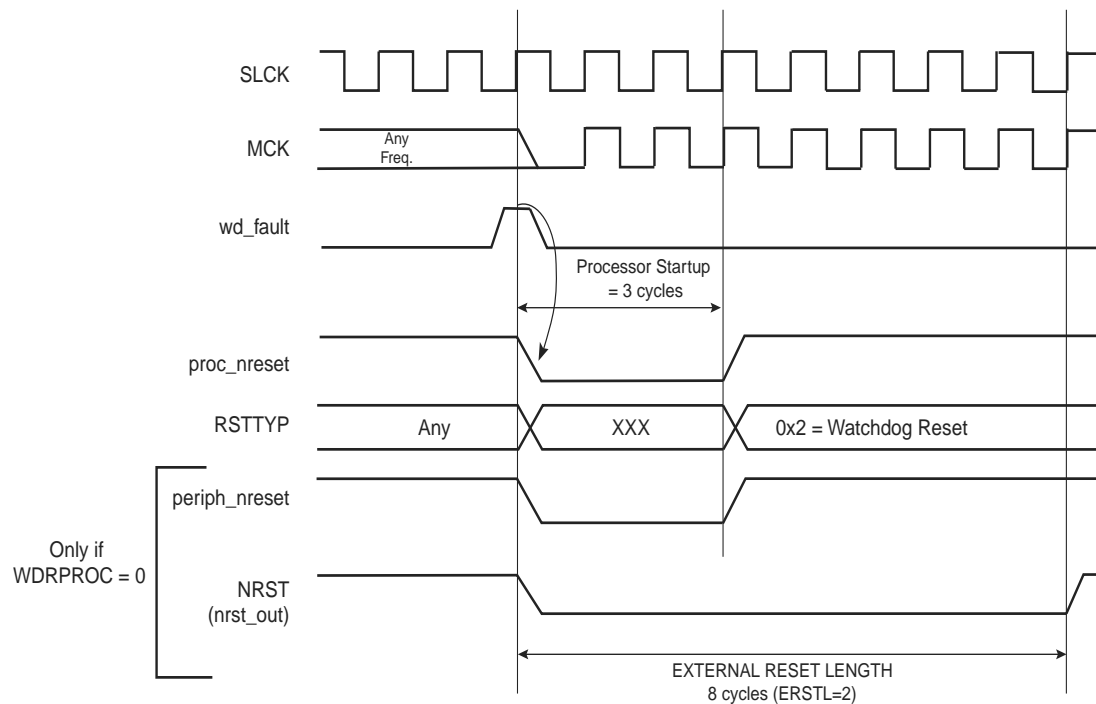 SLCK
MCK
Any
Freq.
wd_fault
Processor Startup
= 3 cycles
proc_nreset
RSTTYP
Any
XXX
0x2 = Watchdog Reset
periph_nreset
Only if
WDRPROC = 0
NRST
(nrst_out)
EXTERNAL RESET LENGTH
8 cycles (ERSTL=2)